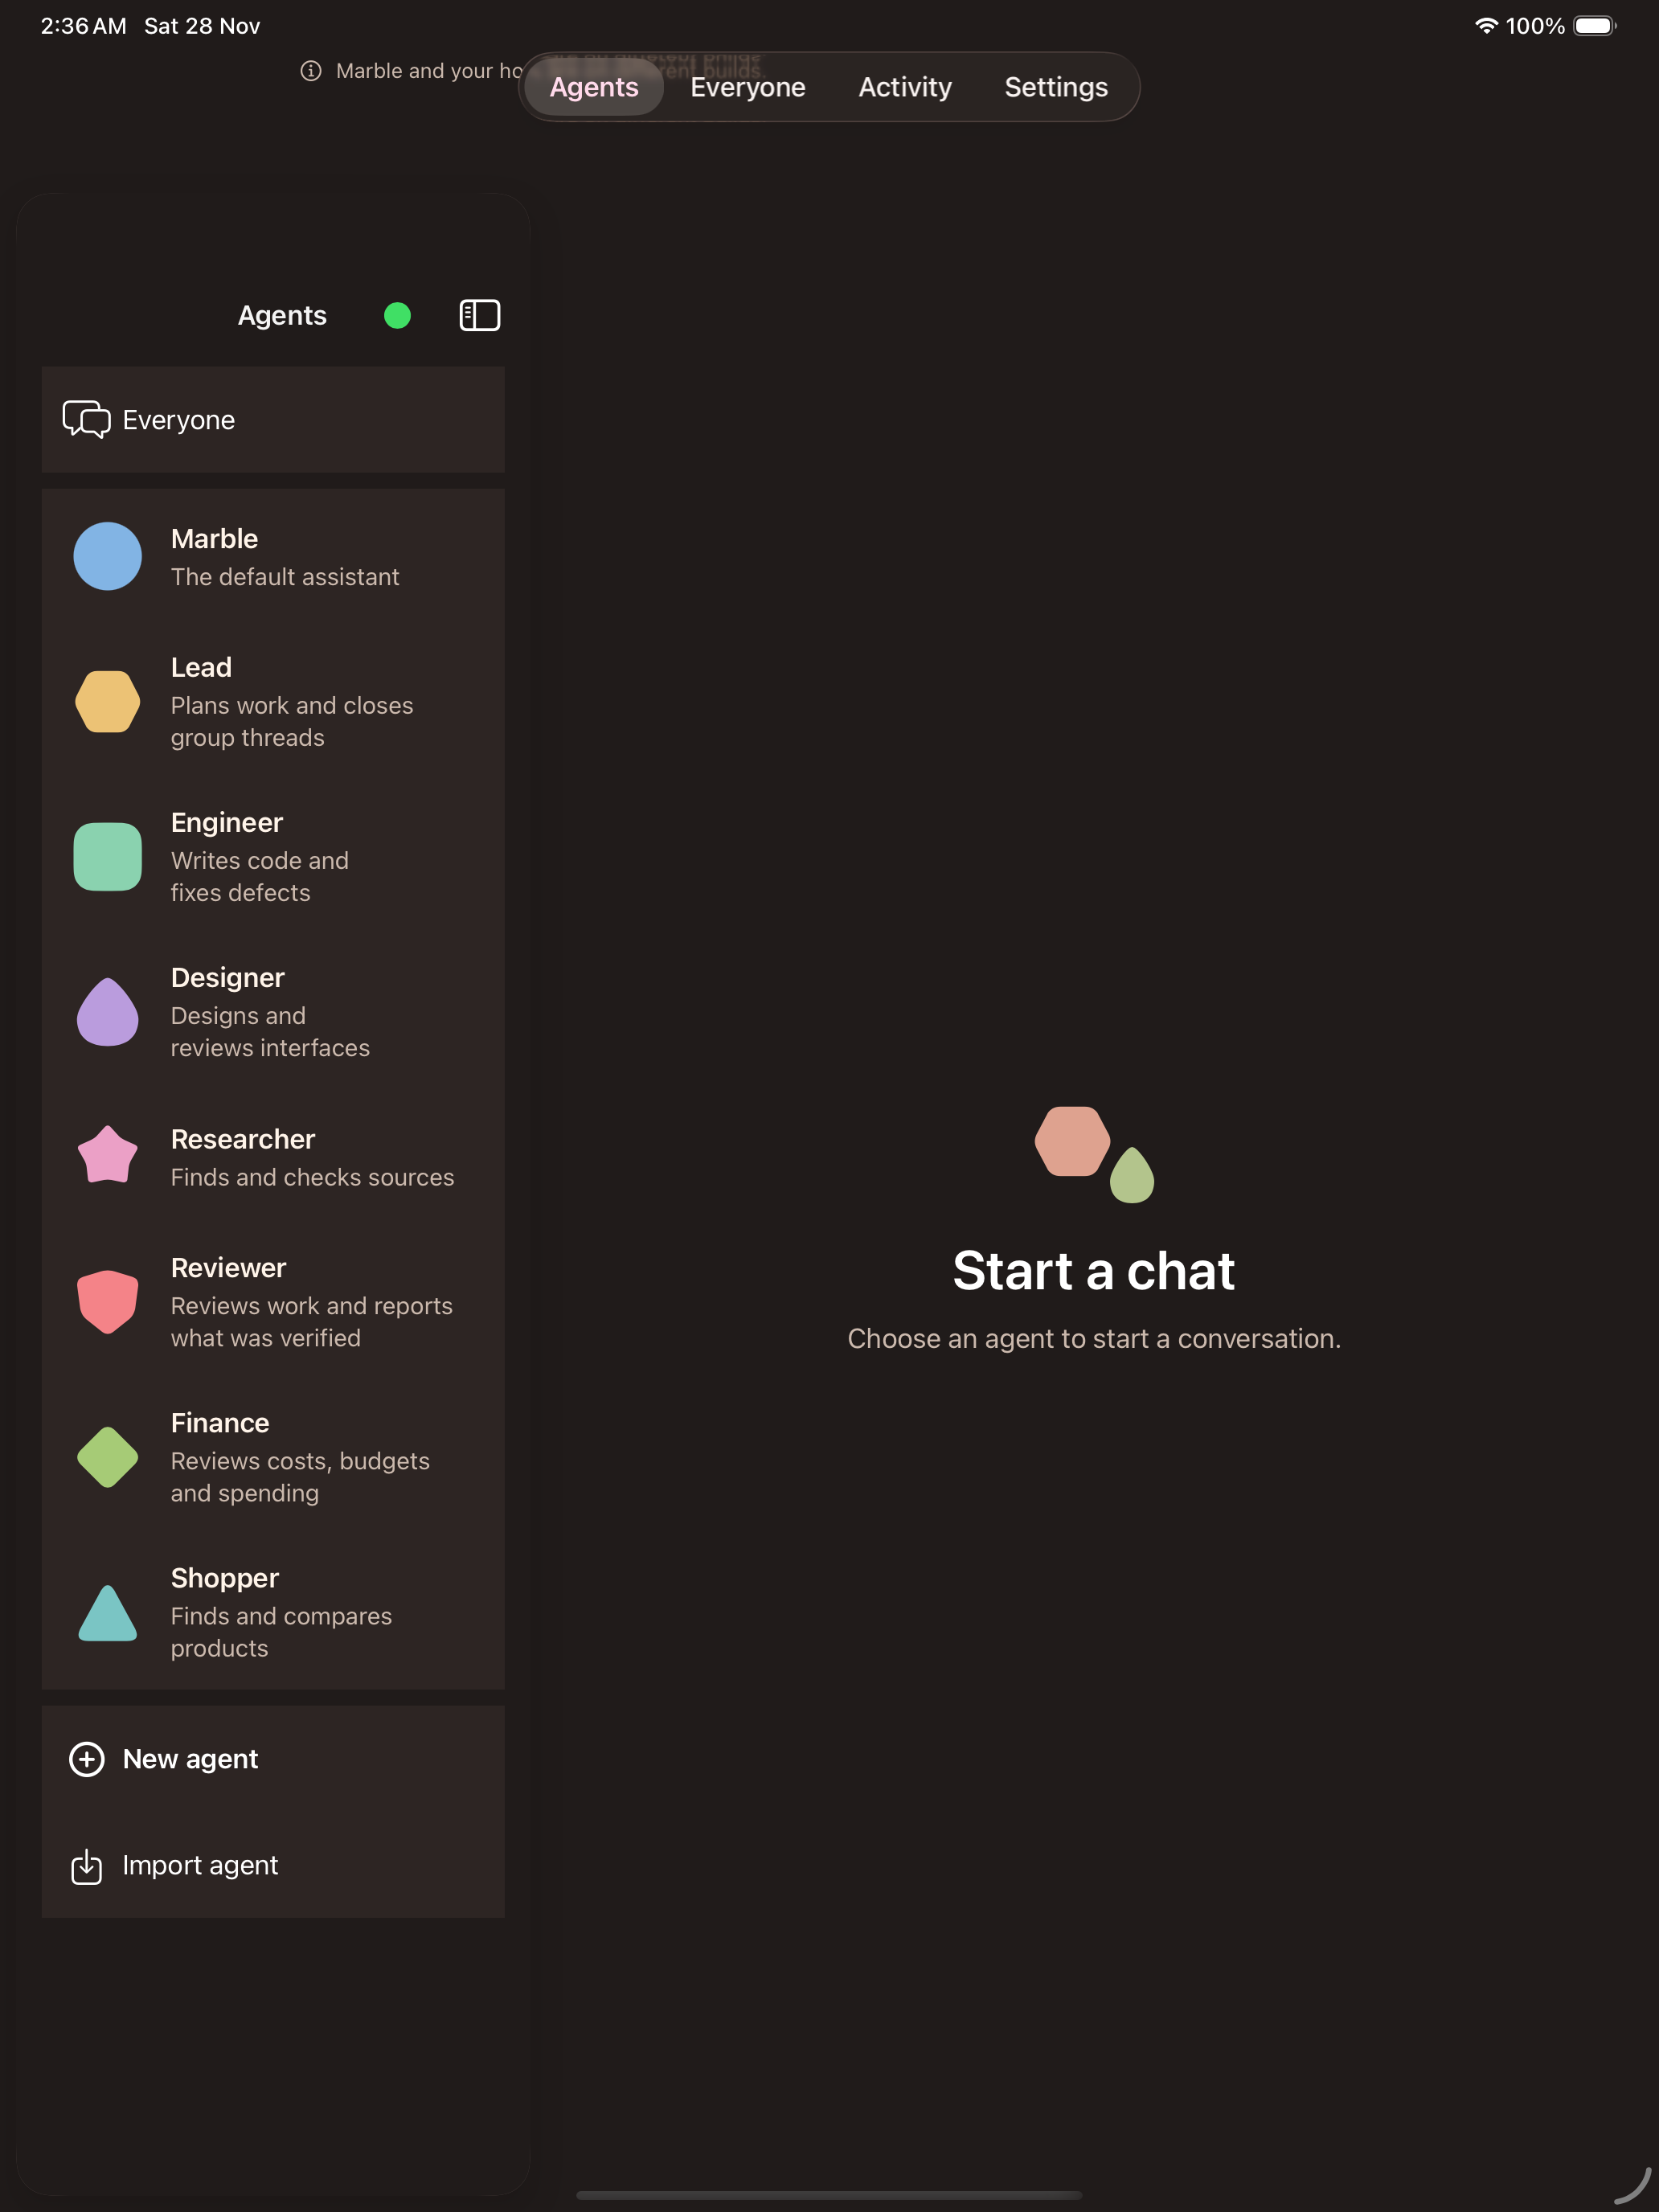 2:36 AM Sat 28 Nov
100%
Marble and your ho
Agents Everyone Activity Settings
Agents
Everyone
Marble
The default assistant
Lead
Plans work and closes
group threads
Engineer
Writes code and
fixes defects
Designer
Designs and
reviews interfaces
Researcher
Finds and checks sources
Reviewer
Reviews work and reports
what was verified
Finance
Reviews costs, budgets
and spending
Shopper
Finds and compares
products
New agent
Import agent
Start a chat
Choose an agent to start a conversation.